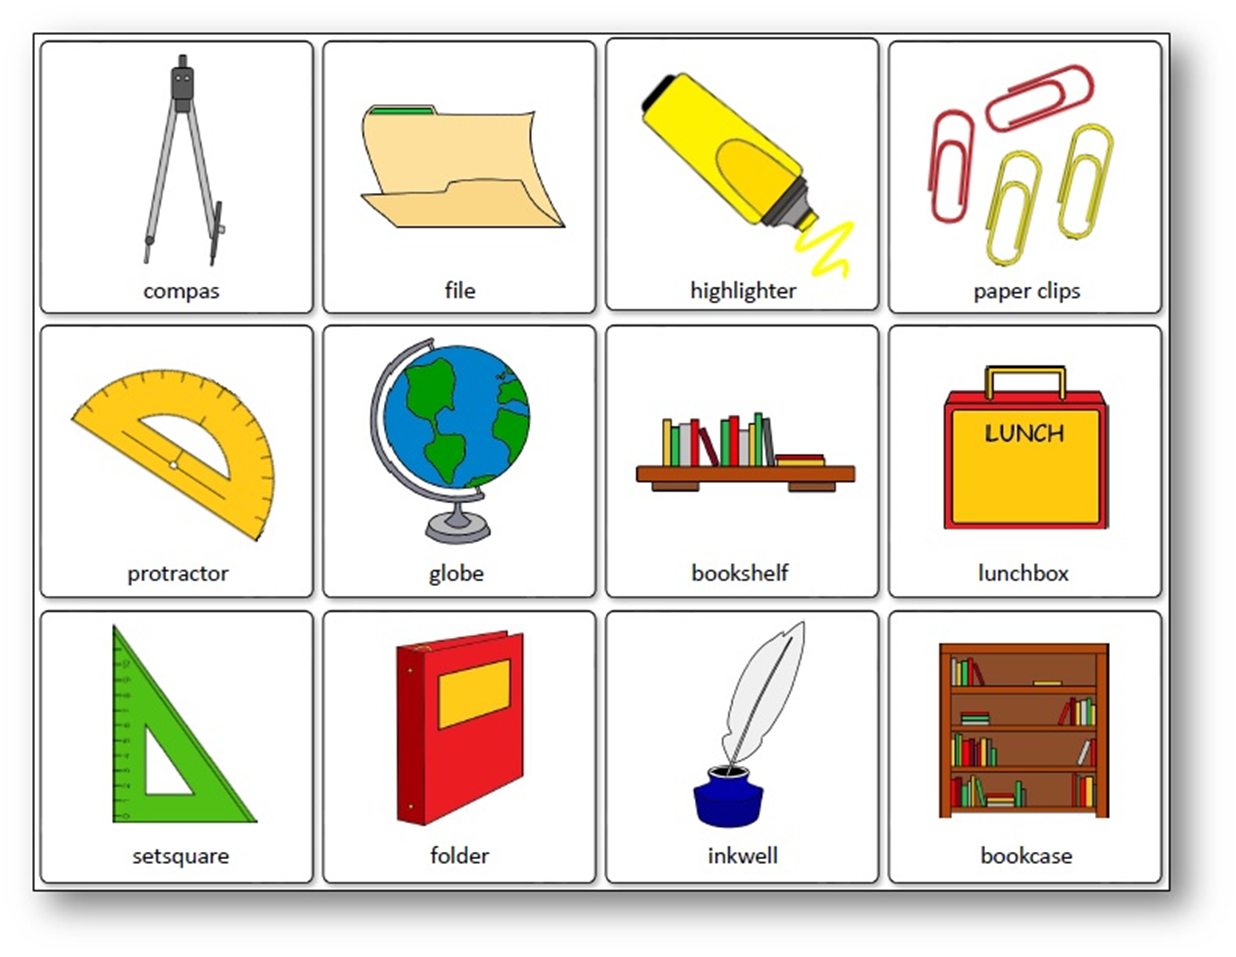 compas
file
highlighter
paper clips
protractor
globe
bookshelf
LUNCH
lunchbox
setsquare
folder
inkwell
bookcase